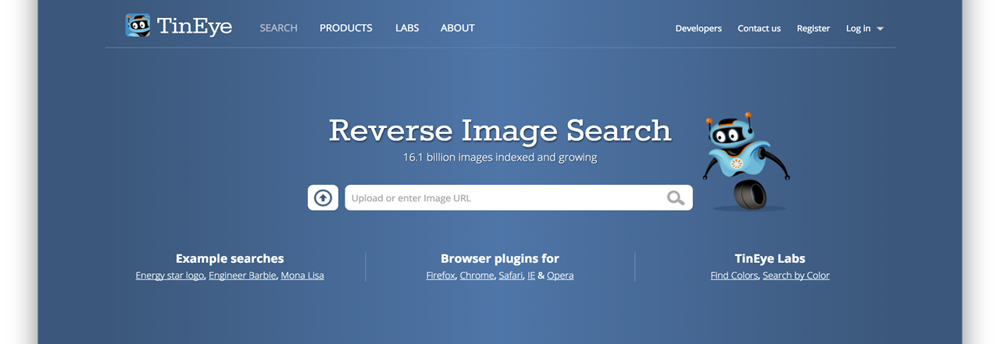 TinEye SEARCH PRODUCTS LABS ABOUT Developers Contact us Register Log in
Reverse Image Search
16.1 billion images indexed and growing
Upload or enter Image URL
Example searches
Energy star logo, Engineer Barbie, Mona Lisa
Browser plugins for
Firefox, Chrome, Safari, IE & Opera
TinEye Labs
Find Colors, Search by Color